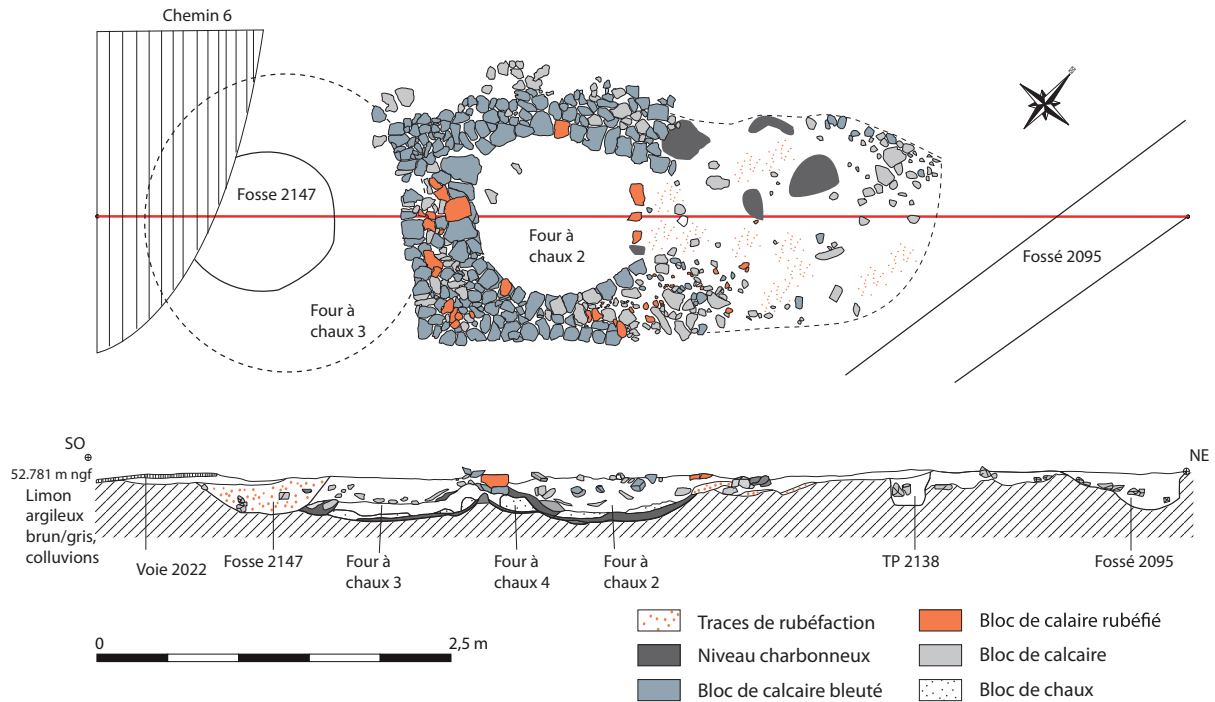 Chemin 6
Fosse 2147
Four à
chaux 2
Four à
chaux 3
Fossé 2095
SO
NE
52.781 m ngf
Limon
argileux
brun/gris,
colluvions
Voie 2022
Fosse 2147
Four à
chaux 3
Four à
chaux 4
Four à
chaux 2
TP 2138
Fossé 2095
0
2,5 m
Traces de rubéfaction
Niveau charbonneux
Bloc de calcaire bleuté
Bloc de calaire rubéfié
Bloc de calcaire
Bloc de chaux